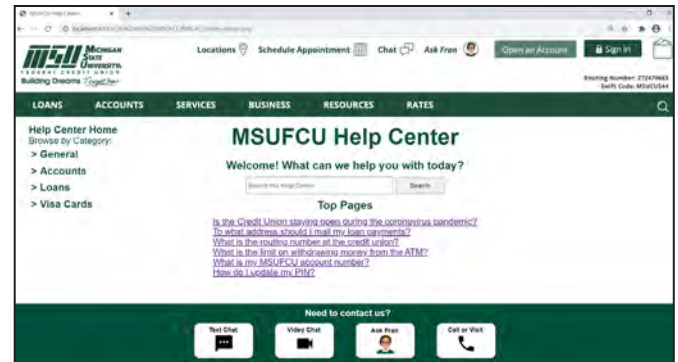 MSUFCU Help Center
MICHIGAN
STATE
UNIVERSITY
FEDERAL CREDIT UNION
Building Dreams Together
Locations Schedule Appointment Chat Ask Fran Open an Account Sign In
Routing Number: 272479663
Swift Code: MSUCUS44
LOANS ACCOUNTS SERVICES BUSINESS RESOURCES RATES
Help Center Home
Browse by Category:
> General
> Accounts
> Loans
> Visa Cards
MSUFCU Help Center
Welcome! What can we help you with today?
Search the Help Center Search
Top Pages
Is the Credit Union staying open during the coronavirus pandemic?
To what address should I mail my loan payments?
What is the routing number at the credit union?
What is the limit on withdrawing money from the ATM?
What is my MSUFCU account number?
How do I update my PIN?
Need to contact us?
Text Chat Video Chat Ask Fran Call or Visit